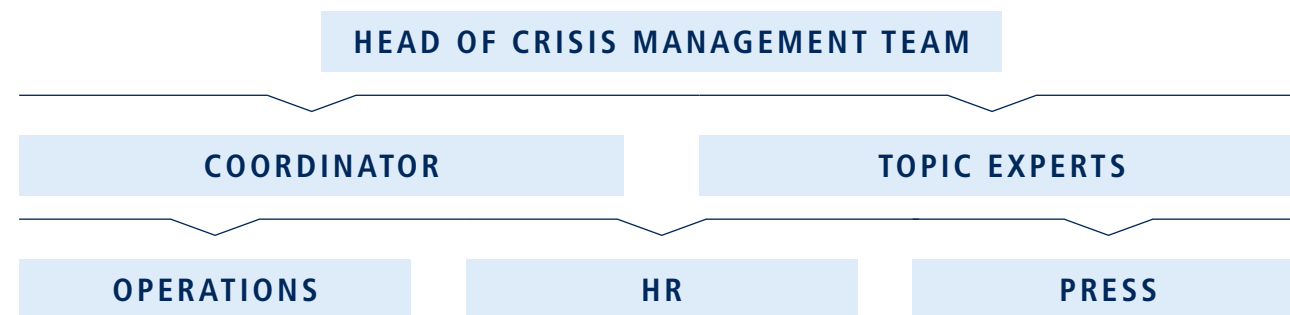 HEAD OF CRISIS MANAGEMENT TEAM
COORDINATOR
TOPIC EXPERTS
OPERATIONS
HR
PRESS